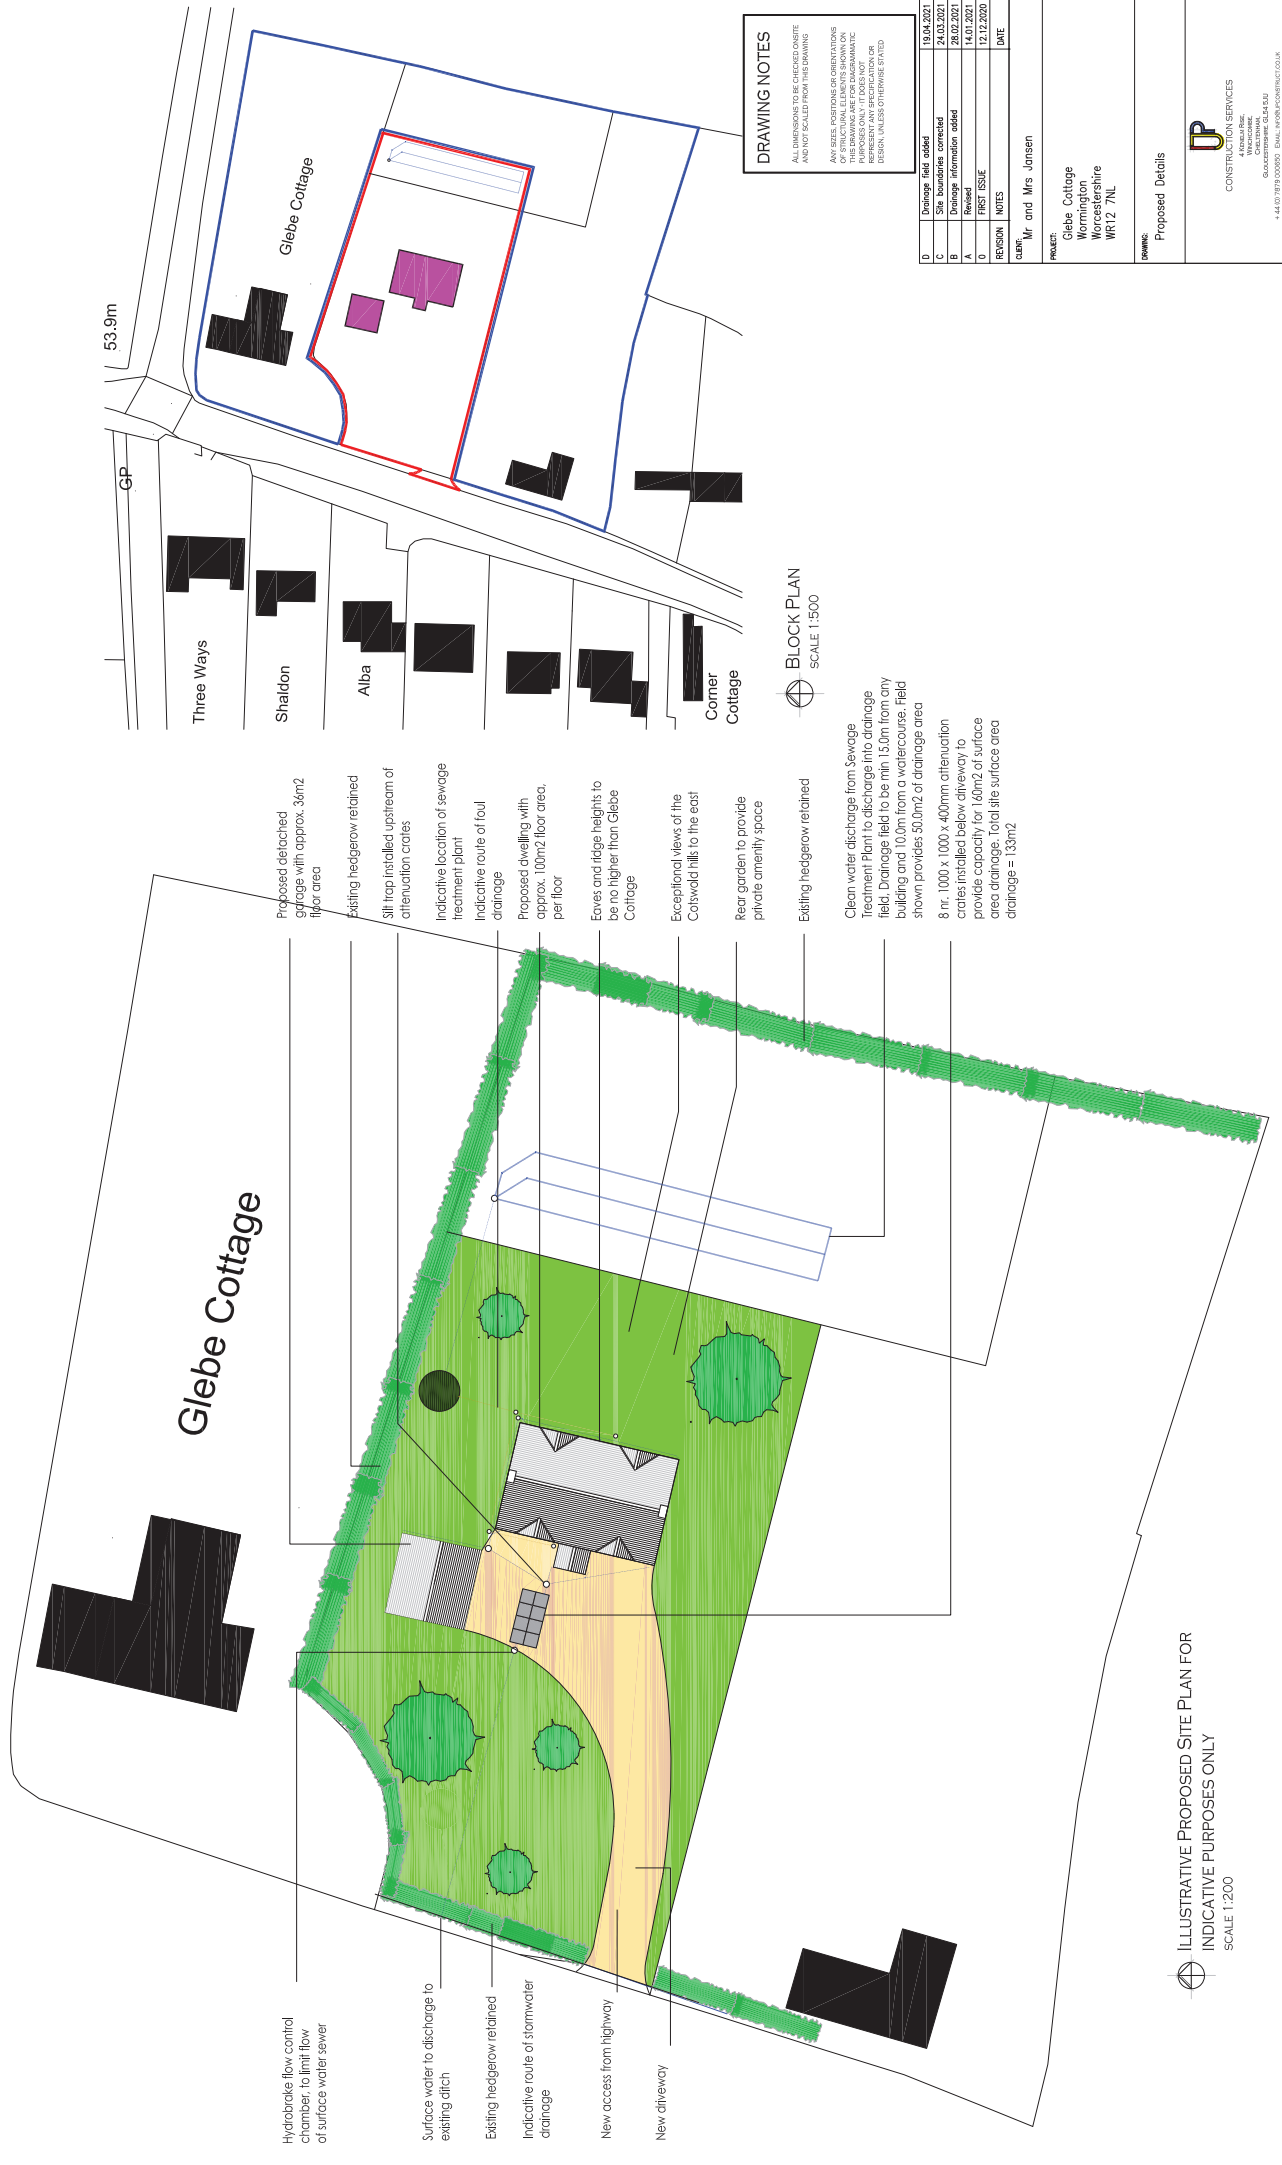 Hydrobrake flow control
chamber, to limit flow
of surface water sewer
Surface water to discharge to
existing ditch
Existing hedgerow retained
Indicative route of stormwater
drainage
New access from highway
New driveway
Glebe Cottage
Proposed detached
garage with approx. 36m2
floor area
Existing hedgerow retained
Silt trap installed upstream of
attenuation crates
Indicative location of sewage
treatment plant
Indicative route of foul
drainage
Proposed dwelling with
approx. 100m2 floor area,
per floor
Eaves and ridge heights to
be no higher than Glebe
Cottage
Exceptional views of the
Cotswold hills to the east
Rear garden to provide
private amenity space
Existing hedgerow retained
Clean water discharge from Sewage
Treatment Plant to discharge into drainage
field. Drainage field to be min 15.0m from any
building and 10.0m from a watercourse. Field
shown provides 50.0m2 of drainage area
8 nr. 1000 x 1000 x 400mm attenuation
crates installed below driveway to
provide capacity for 160m2 of surface
area drainage. Total site surface area
drainage = 133m2
ILLUSTRATIVE PROPOSED SITE PLAN FOR
INDICATIVE PURPOSES ONLY
SCALE 1:200
53.9m
GP
Glebe Cottage
Three Ways
Shaldon
Alba
Corner
Cottage
BLOCK PLAN
SCALE 1:500
DRAWING NOTES
ALL DIMENSIONS TO BE CHECKED ONSITE
AND NOT SCALED FROM THIS DRAWING
ANY SIZES, POSITIONS OR ORIENTATIONS
OF STRUCTURAL ELEMENTS SHOWN ON
THIS DRAWING ARE FOR DIAGRAMMATIC
PURPOSES ONLY - IT DOES NOT
REPRESENT ANY SPECIFICATION OR
DESIGN, UNLESS OTHERWISE STATED
D Drainage field added 19.04.2021
C Site boundaries corrected 24.03.2021
B Drainage information added 28.02.2021
A Revised 14.01.2021
0 FIRST ISSUE 12.12.2020
REVISION NOTES DATE
CLIENT:
Mr and Mrs Jansen
PROJECT:
Glebe Cottage
Wormington
Worcestershire
WR12 7NL
DRAWING:
Proposed Details
UP
CONSTRUCTION SERVICES
4 KENELM RISE,
WINCHCOMBE,
CHELTENHAM,
GLOUCESTERSHIRE, GL54 5JU